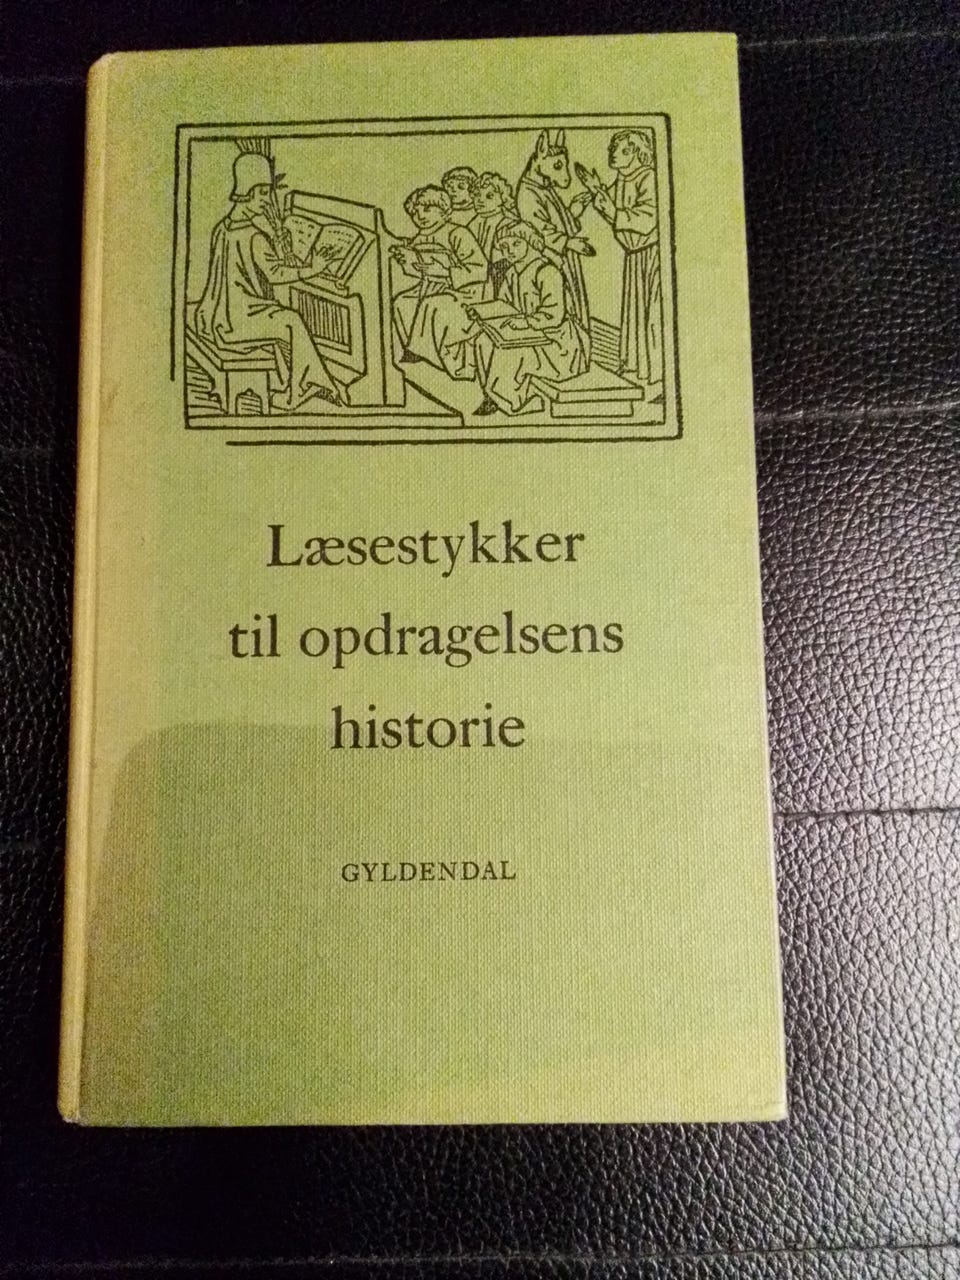 Læsestykker
til opdragelsens
historie
GYLDENDAL